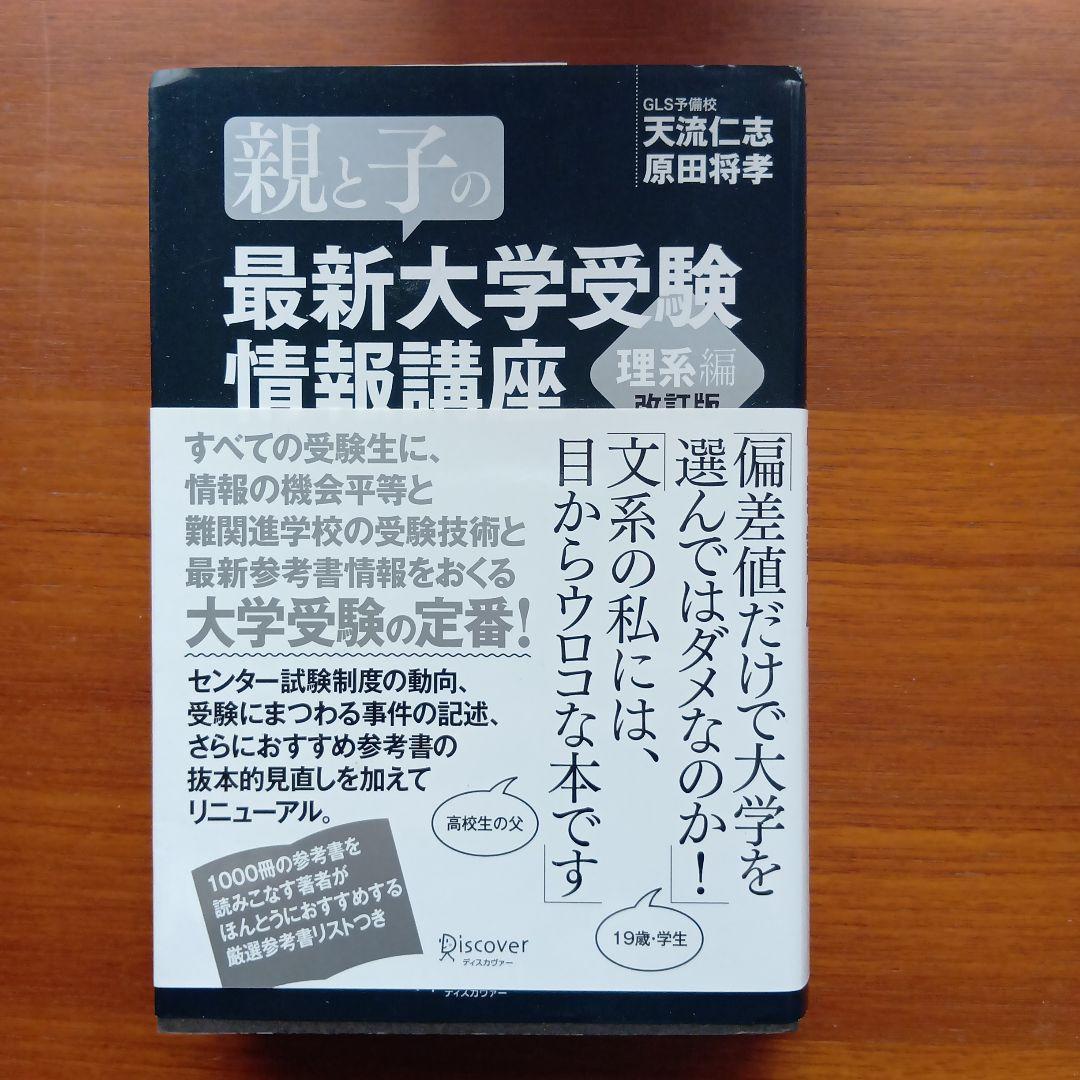 GLS予備校
天流仁志
原田将孝
親と子の
最新大学受験
情報講座
理系編
改訂版
「偏差値だけで大学を
選んではダメなのか!」
「文系の私には、
目からウロコな本です」
すべての受験生に、
情報の機会平等と
難関進学校の受験技術と
最新参考書情報をおくる
大学受験の定番!
センター試験制度の動向、
受験にまつわる事件の記述、
さらにおすすめ参考書の
抜本的見直しを加えて
リニューアル。
高校生の父
19歳・学生
1000冊の参考書を
読みこなす著者が
ほんとうにおすすめする
厳選参考書リストつき
Discover
ディスカヴァー
ディスカヴァー